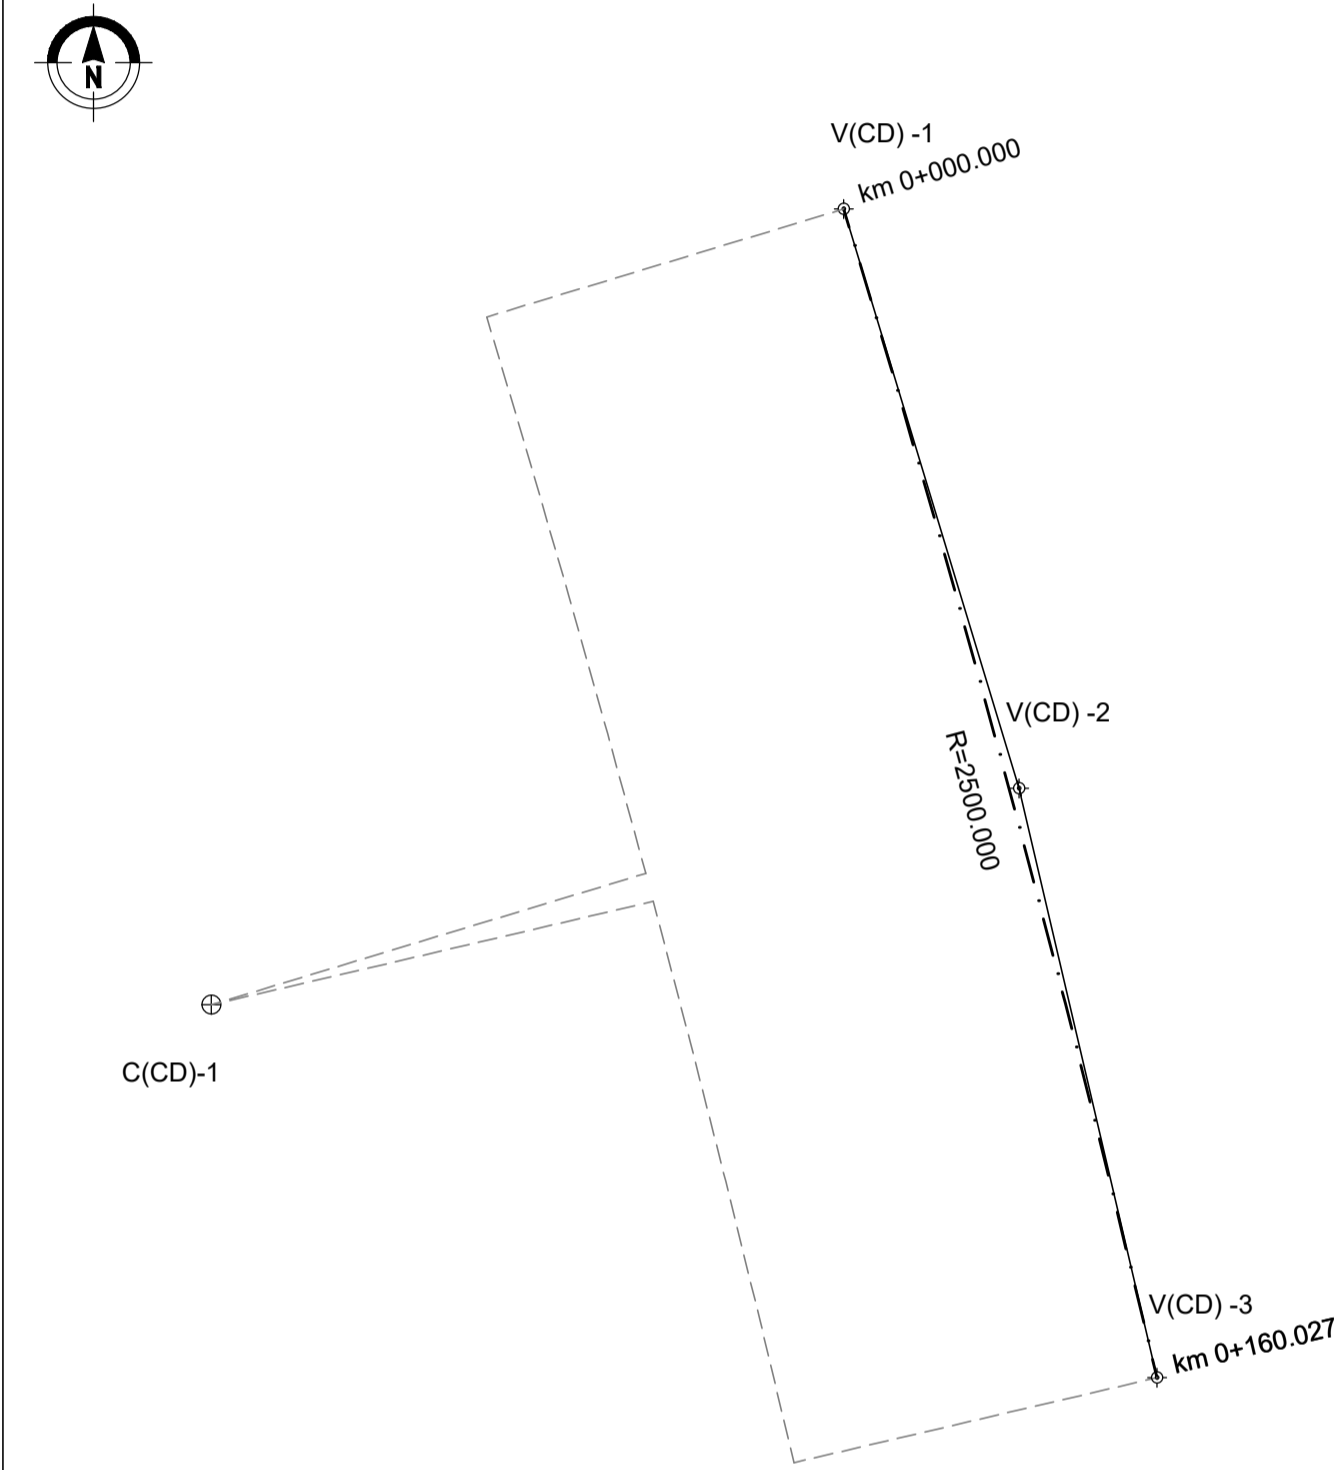 N
V(CD) -1
km 0+000.000
V(CD) -2
R=2500.000
C(CD)-1
V(CD) -3
km 0+160.027